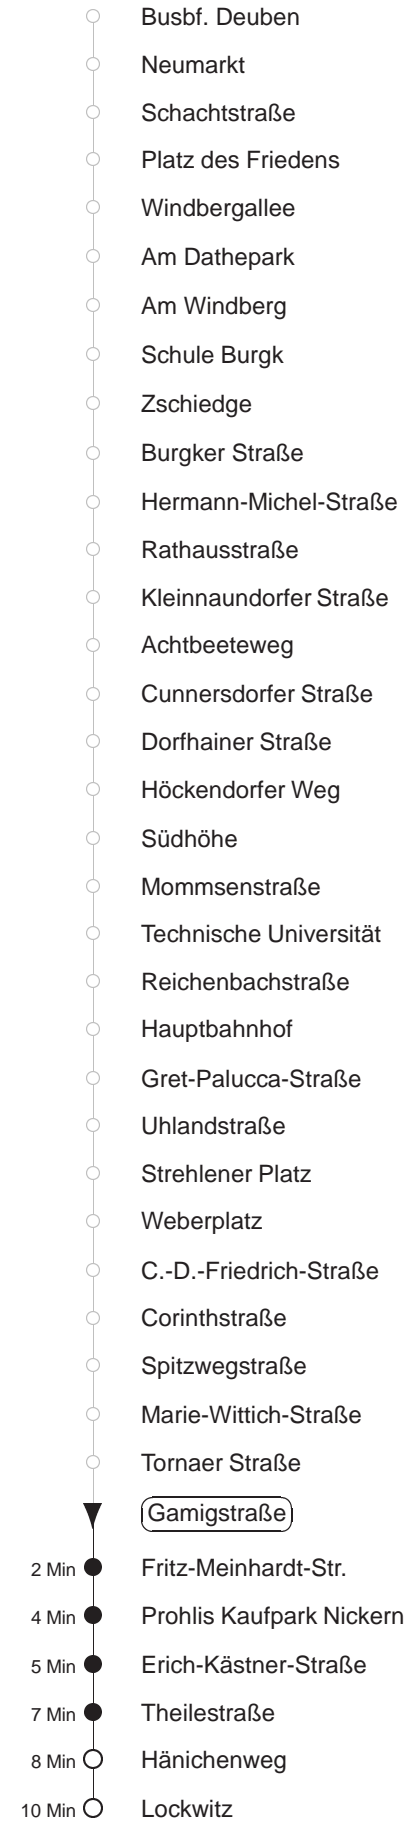 Busbf. Deuben
Neumarkt
Schachtstraße
Platz des Friedens
Windbergallee
Am Dathepark
Am Windberg
Schule Burgk
Zschiedge
Burgker Straße
Hermann-Michel-Straße
Rathausstraße
Kleinnaundorfer Straße
Achtbeeteweg
Cunnersdorfer Straße
Dorfhainer Straße
Höckendorfer Weg
Südhöhe
Mommsenstraße
Technische Universität
Reichenbachstraße
Hauptbahnhof
Gret-Palucca-Straße
Uhlandstraße
Strehlener Platz
Weberplatz
C.-D.-Friedrich-Straße
Corinthstraße
Spitzwegstraße
Marie-Wittich-Straße
Tornaer Straße
Gamigstraße
2 Min Fritz-Meinhardt-Str.
4 Min Prohlis Kaufpark Nickern
5 Min Erich-Kästner-Straße
7 Min Theilestraße
8 Min Hänichenweg
10 Min Lockwitz